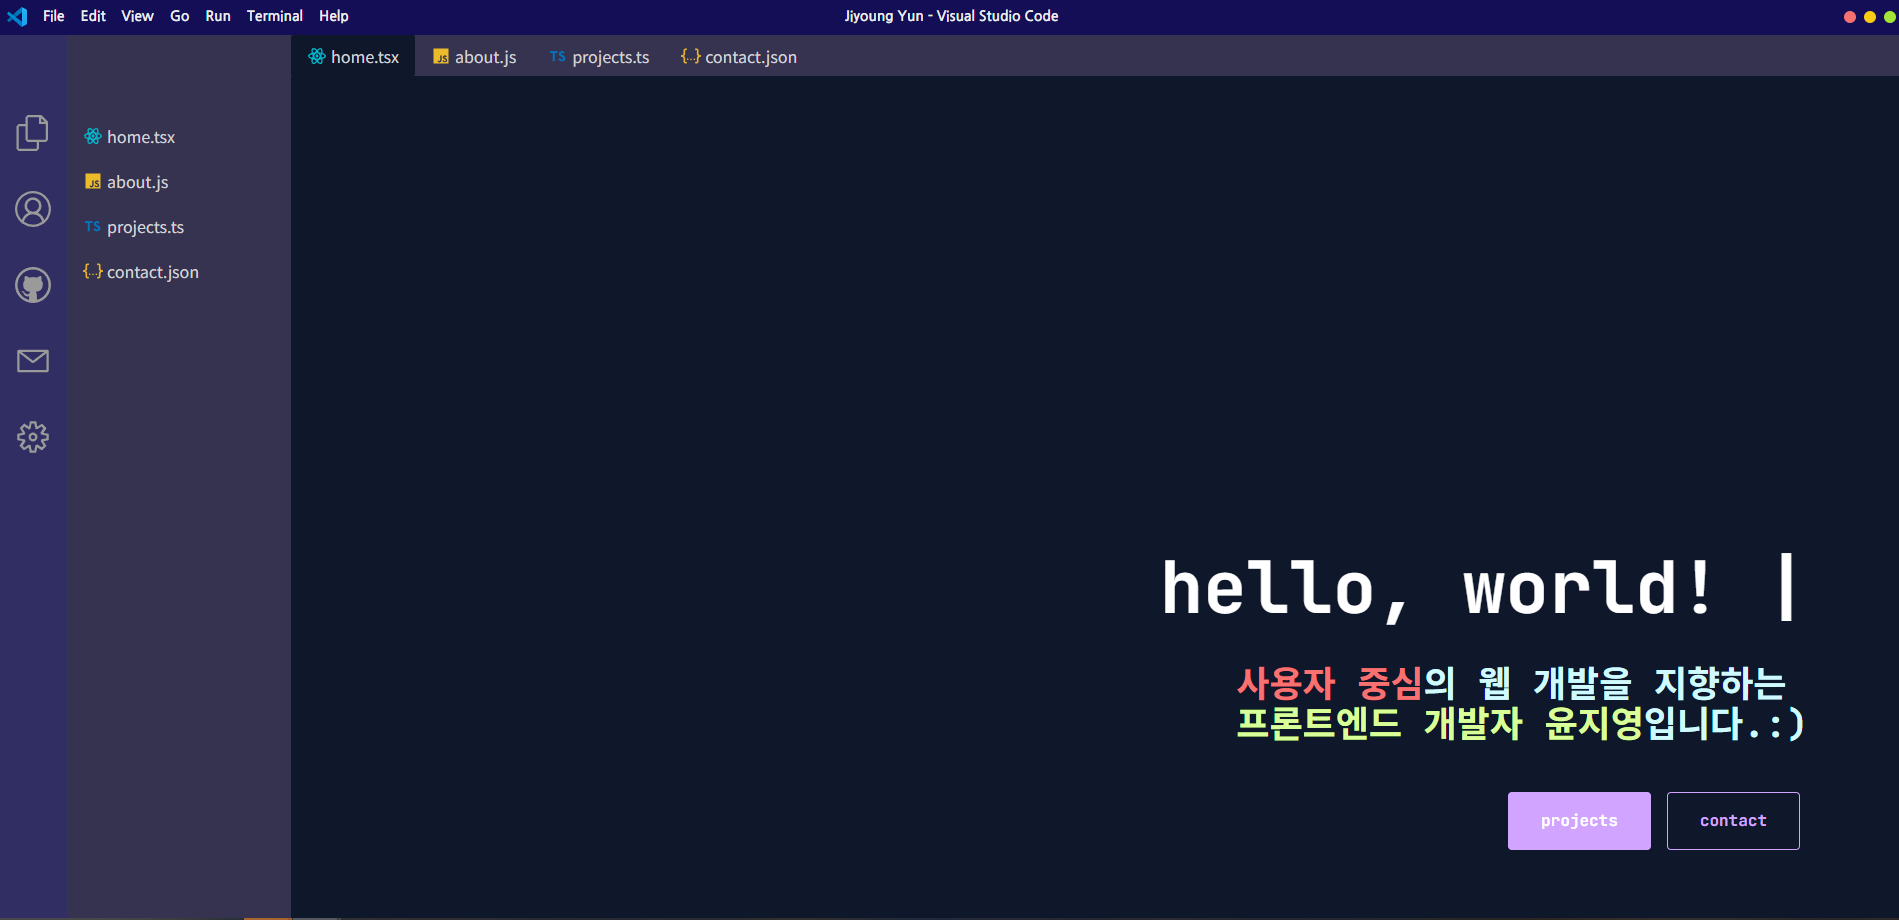 File Edit View Go Run Terminal Help Jiyoung Yun - Visual Studio Code
home.tsx JS about.js TS projects.ts {...} contact.json
home.tsx
JS about.js
TS projects.ts
{...} contact.json
hello, world! |
사용자 중심의 웹 개발을 지향하는
프론트엔드 개발자 윤지영입니다.:)
projects contact